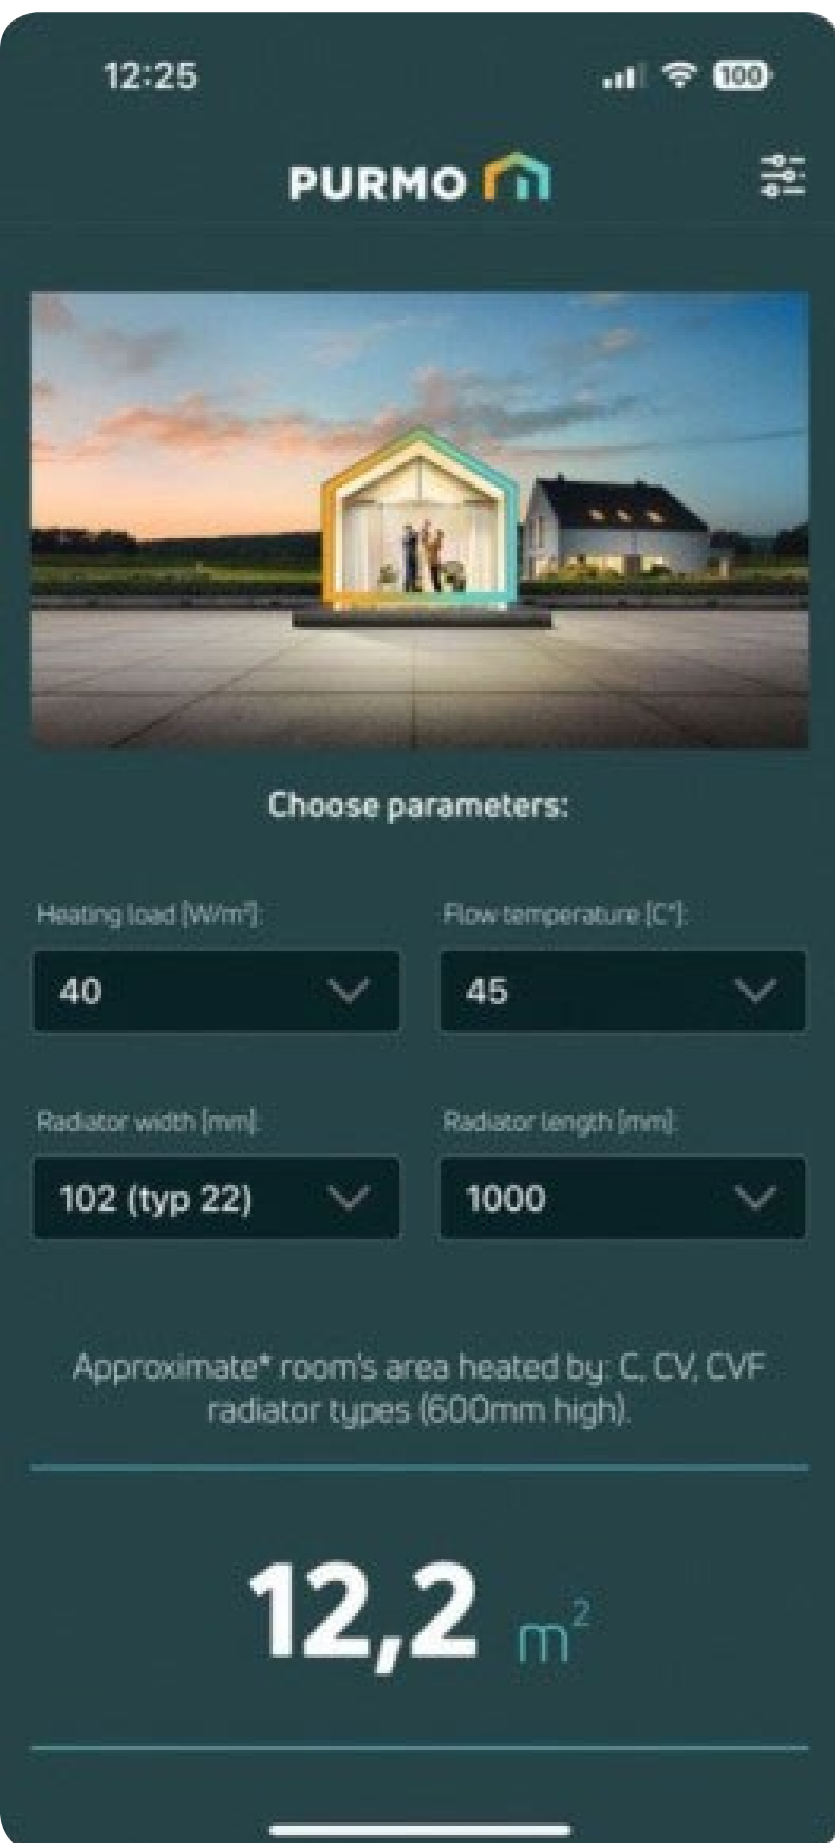 12:25
100
PURMO
Choose parameters:
Heating load [W/m²]:
Flow temperature [C°]:
40
45
Radiator width [mm]:
Radiator length [mm]:
102 (typ 22)
1000
Approximate* room's area heated by: C, CV, CVF
radiator types (600mm high).
12,2 m²